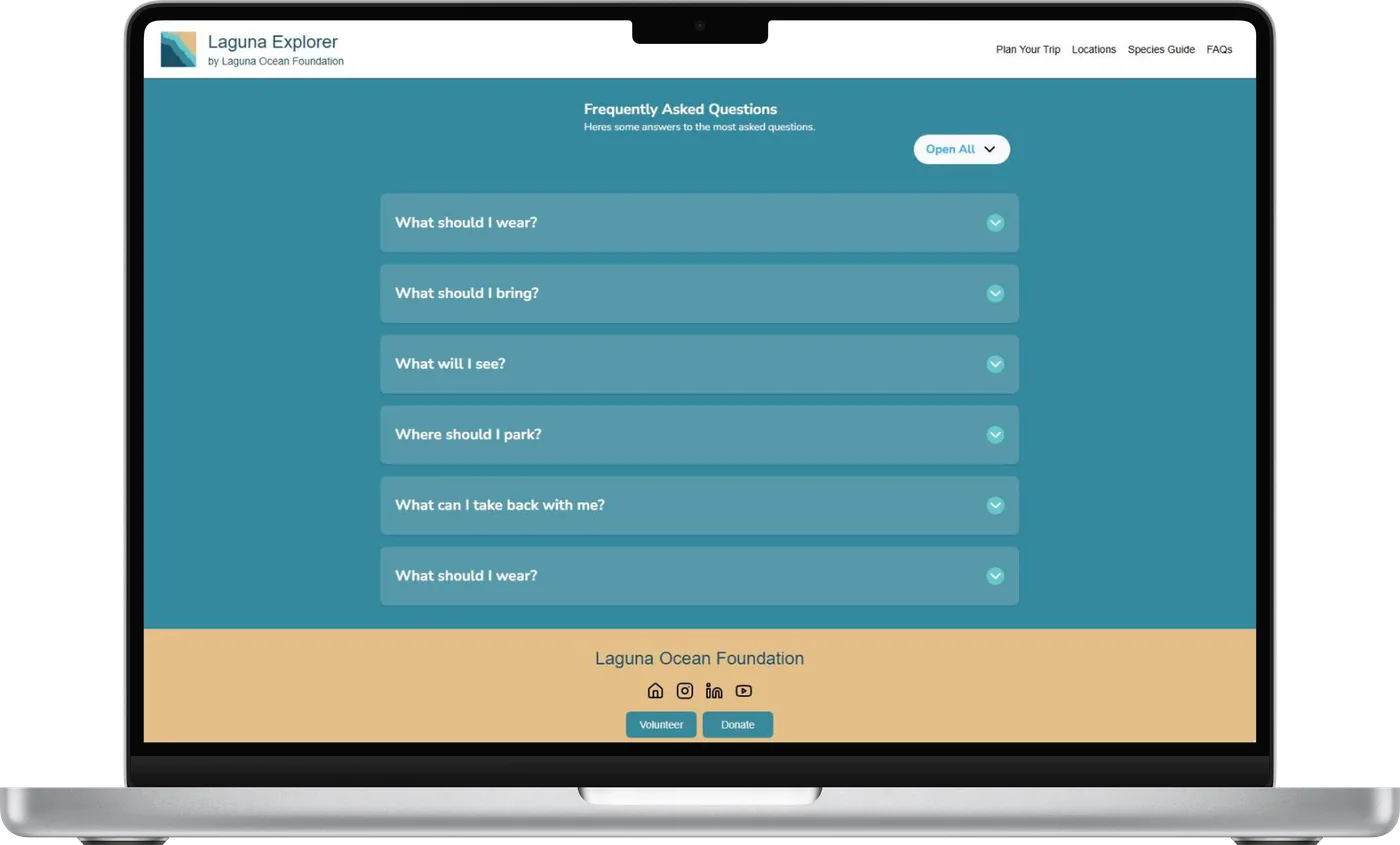 Laguna Explorer
by Laguna Ocean Foundation
Plan Your Trip Locations Species Guide FAQs
Frequently Asked Questions
Heres some answers to the most asked questions.
Open All
What should I wear?
What should I bring?
What will I see?
Where should I park?
What can I take back with me?
What should I wear?
Laguna Ocean Foundation
in
Volunteer Donate